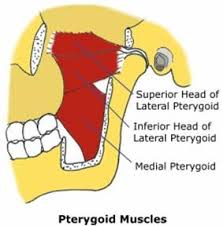 Superior Head of
Lateral Pterygoid
Inferior Head of
Lateral Pterygoid
Medial Pterygoid
Pterygoid Muscles